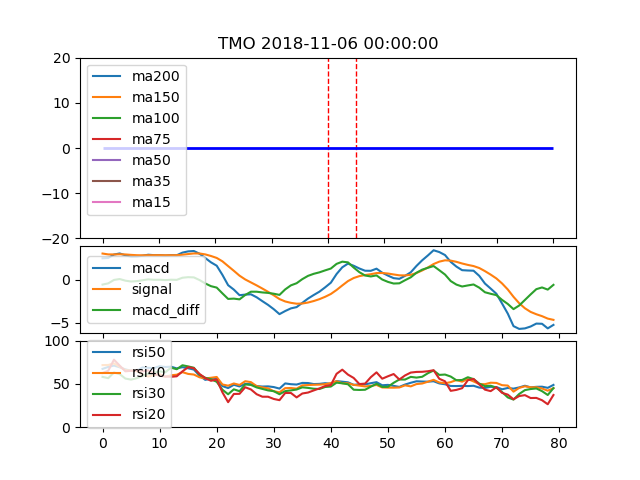 TMO 2018-11-06 00:00:00
20
10
0
−10
−20
ma200
ma150
ma100
ma75
ma50
ma35
ma15
0
−5
macd
signal
macd_diff
100
50
0
rsi50
rsi40
rsi30
rsi20
0 10 20 30 40 50 60 70 80